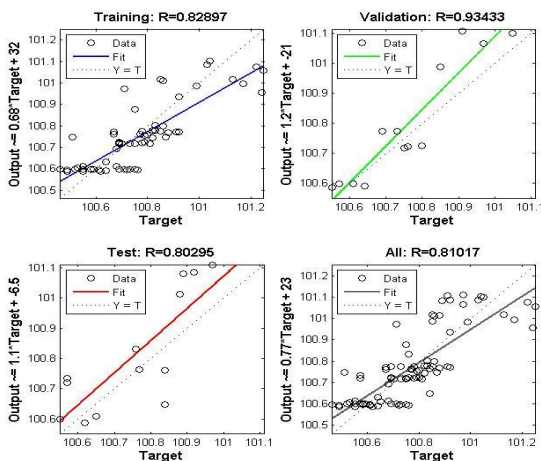 Training: R=0.82897
Output ~= 0.68*Target + 32
101.2
101.1
101
100.9
100.8
100.7
100.6
100.5
Data
Fit
Y = T
100.6
100.8
101
101.2
Target
Validation: R=0.93433
Output ~= 1.2*Target + -21
101.1
101
100.9
100.8
100.7
100.6
Data
Fit
Y = T
100.6
100.7
100.8
100.9
101
101.1
Target
Test: R=0.80295
Output ~= 1.1*Target + -6.5
101.1
101
100.9
100.8
100.7
100.6
Data
Fit
Y = T
100.6
100.7
100.8
100.9
101
101.1
Target
All: R=0.81017
Output ~= 0.77*Target + 23
101.2
101.1
101
100.9
100.8
100.7
100.6
100.5
Data
Fit
Y = T
100.6
100.8
101
101.2
Target